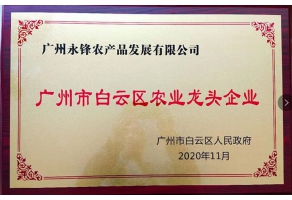 广州永锋农产品发展有限公司
广州市白云区农业龙头企业
广州市白云区人民政府
2020年11月